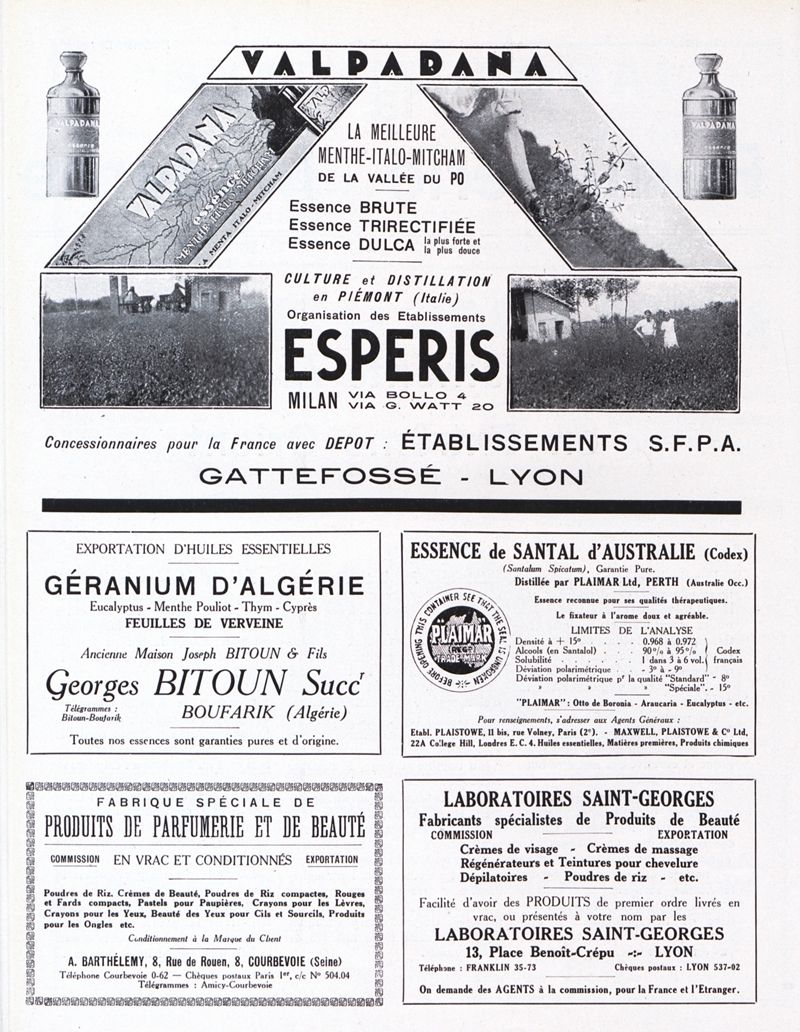 VALPADANA
VALPADANA
essence
VALPADANA
VALPADANA
essence
LA MENTA ITALO-MITCHAM
LA MEILLEURE
MENTHE-ITALO-MITCHAM
DE LA VALLÉE DU PO
Essence BRUTE
Essence TRIRECTIFIÉE
Essence DULCA la plus forte et la plus douce
CULTURE et DISTILLATION
en PIÉMONT (Italie)
Organisation des Etablissements
ESPERIS
MILAN VIA BOLLO 4
VIA G. WATT 20
Concessionnaires pour la France avec DEPOT : ÉTABLISSEMENTS S.F.P.A.
GATTEFOSSÉ - LYON
EXPORTATION D'HUILES ESSENTIELLES
GÉRANIUM D'ALGÉRIE
Eucalyptus - Menthe Pouliot - Thym - Cyprès
FEUILLES DE VERVEINE
Ancienne Maison Joseph BITOUN & Fils
Georges BITOUN Succr
Télégrammes :
Bitoun-Boufarik
BOUFARIK (Algérie)
Toutes nos essences sont garanties pures et d'origine.
ESSENCE de SANTAL d'AUSTRALIE (Codex)
(Santalum Spicatum), Garantie Pure.
Distillée par PLAIMAR Ltd, PERTH (Australie Occ.)
Essence reconnue pour ses qualités thérapeutiques.
Le fixateur à l'arome doux et agréable.
BEFORE OPENING THIS CONTAINER SEE THAT THE SEAL IS UNBROKEN
PLAIMAR
(REGD)
TRADE MARK
LIMITES DE L'ANALYSE
Densité à + 15° . . . . 0.968 à 0.972
Alcools (en Santalol) . . . 90 % à 95 % Codex
Solubilité . . . . . . 1 dans 3 à 6 vol. français
Déviation polarimétrique . . . - 3° à - 9°
Déviation polarimétrique pr la qualité "Standard" - 8°
» » » "Spéciale". - 15°
"PLAIMAR" : Otto de Boronia - Araucaria - Eucalyptus - etc.
Pour renseignements, s'adresser aux Agents Généraux :
Etabl. PLAISTOWE, 11 bis, rue Volney, Paris (2e). - MAXWELL, PLAISTOWE & Co Ltd,
22A College Hill, Londres E. C. 4. Huiles essentielles, Matières premières, Produits chimiques
FABRIQUE SPÉCIALE DE
PRODUITS DE PARFUMERIE ET DE BEAUTÉ
COMMISSION EN VRAC ET CONDITIONNÉS EXPORTATION
Poudres de Riz, Crèmes de Beauté, Poudres de Riz compactes, Rouges
et Fards compacts, Pastels pour Paupières, Crayons pour les Lèvres,
Crayons pour les Yeux, Beauté des Yeux pour Cils et Sourcils, Produits
pour les Ongles etc.
Conditionnement à la Marque du Client
A. BARTHÉLEMY, 8, Rue de Rouen, 8, COURBEVOIE (Seine)
Téléphone Courbevoie 0-62 — Chèques postaux Paris 1er, c/c No 504.04
Télégrammes : Amicy-Courbevoie
LABORATOIRES SAINT-GEORGES
Fabricants spécialistes de Produits de Beauté
COMMISSION EXPORTATION
Crèmes de visage - Crèmes de massage
Régénérateurs et Teintures pour chevelure
Dépilatoires - Poudres de riz - etc.
Facilité d'avoir des PRODUITS de premier ordre livrés en
vrac, ou présentés à votre nom par les
LABORATOIRES SAINT-GEORGES
13, Place Benoît-Crépu -:- LYON
Téléphone : FRANKLIN 35-73 Chèques postaux : LYON 537-02
On demande des AGENTS à la commission, pour la France et l'Etranger.